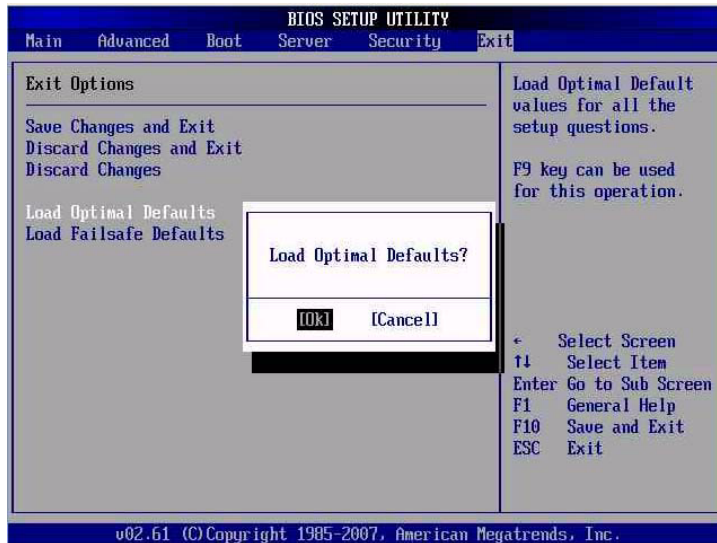 BIOS SETUP UTILITY
Main Advanced Boot Server Security Exit
Exit Options
Save Changes and Exit
Discard Changes and Exit
Discard Changes
Load Optimal Defaults
Load Failsafe Defaults
Load Optimal Defaults?
[Ok] [Cancel]
Load Optimal Default
values for all the
setup questions.
F9 key can be used
for this operation.
← Select Screen
↑↓ Select Item
Enter Go to Sub Screen
F1 General Help
F10 Save and Exit
ESC Exit
v02.61 (C)Copyright 1985-2007, American Megatrends, Inc.